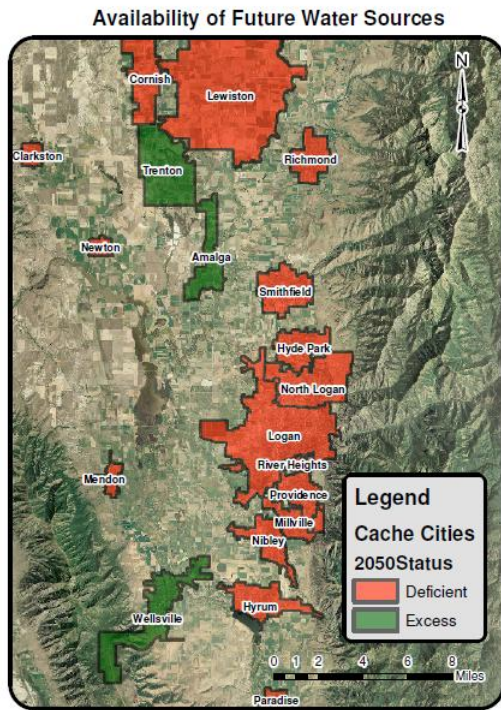 Availability of Future Water Sources
N
Cornish
Lewiston
Clarkston
Richmond
Trenton
Newton
Amalga
Smithfield
Hyde Park
North Logan
Logan
River Heights
Mendon
Providence
Millville
Nibley
Wellsville
Hyrum
Paradise
Legend
Cache Cities
2050Status
Deficient
Excess
0 1 2 4 6 8
Miles